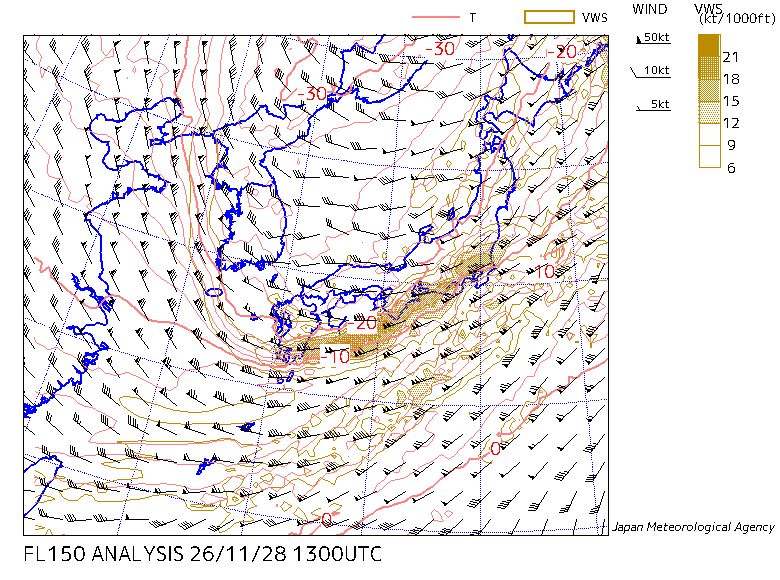 T
VWS
WIND
50kt
10kt
5kt
VWS
(kt/1000ft)
21
18
15
12
9
6
-30
-20
-30
10
-20
-10
0
0
Japan Meteorological Agency
FL150 ANALYSIS 26/11/28 1300UTC